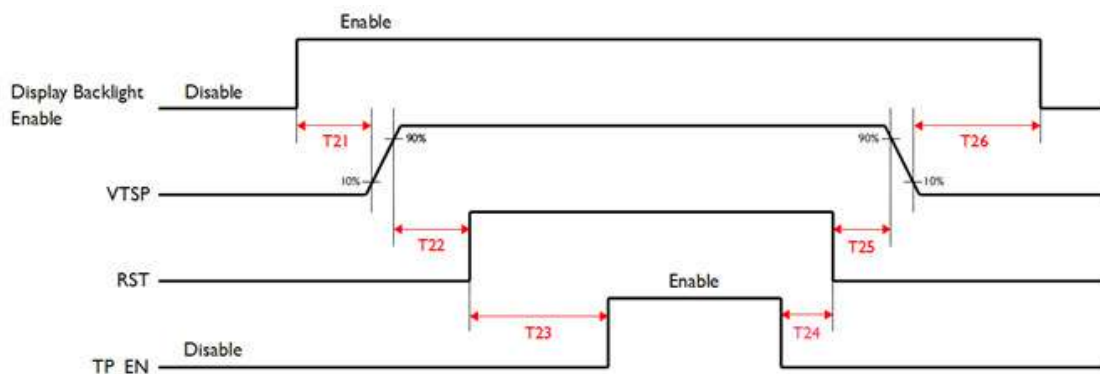 Enable
Display Backlight
Enable
Disable
T21
90%
90%
T26
10%
10%
VTSP
T22
T25
RST
Enable
T23
T24
Disable
TP_EN